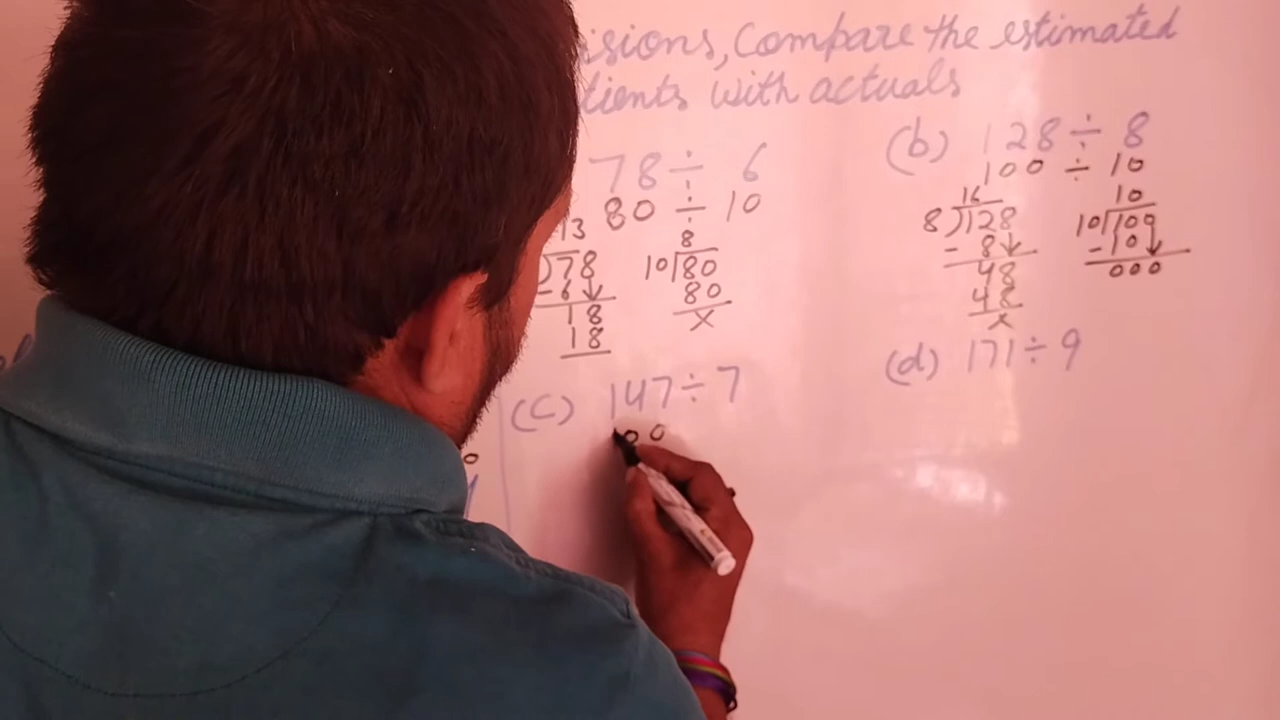 isions, Compare the estimated
tients with actuals
78 ÷ 6
80 ÷ 10
13
)78
- 6
18
18
8
10)80
80
x
(b) 128 ÷ 8
100 ÷ 10
16
8)128
- 8
48
48
x
10
10)100
- 10
000
(c) 147 ÷ 7
00
(d) 171 ÷ 9